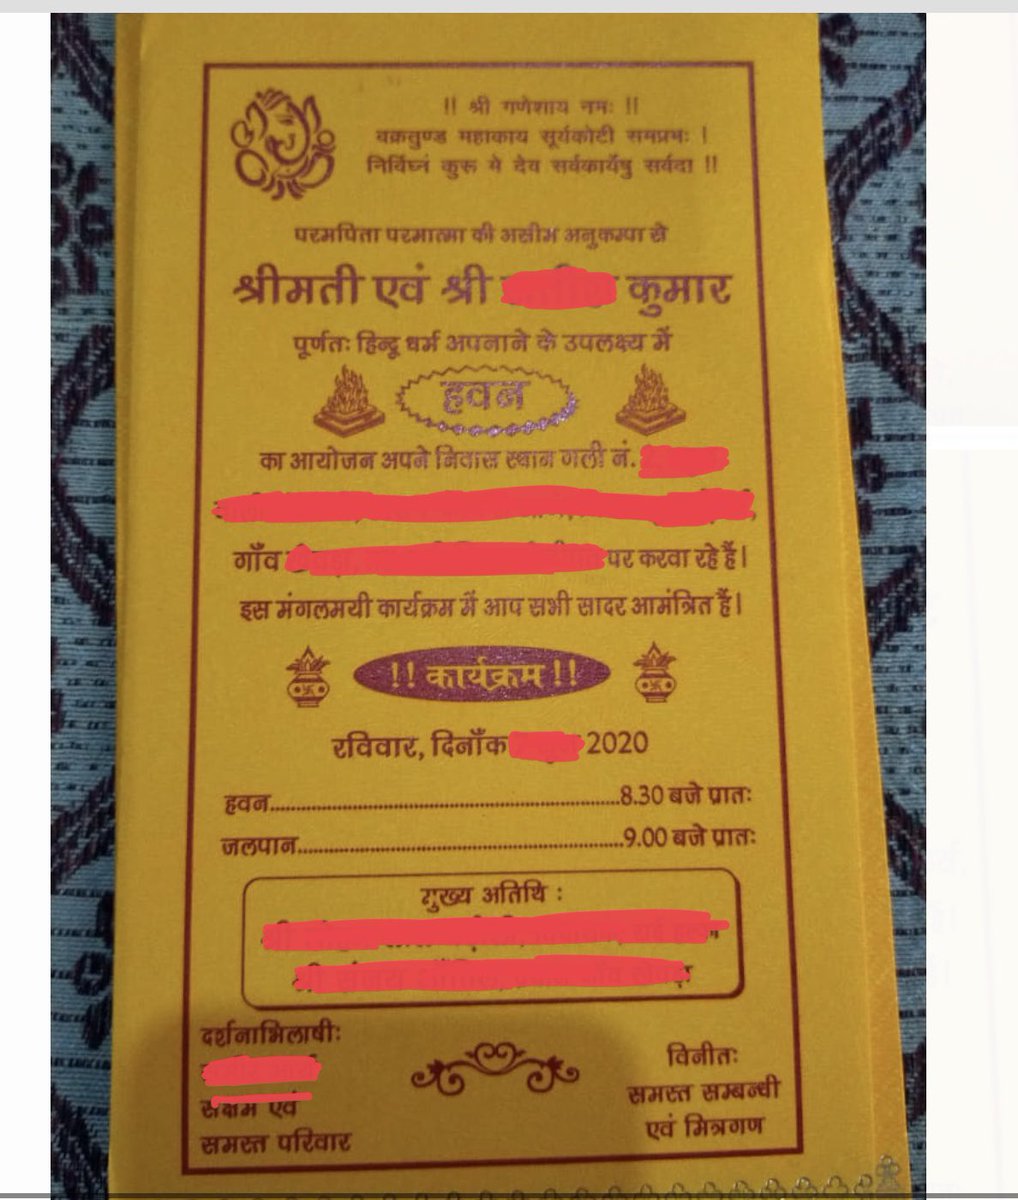 !! श्री गणेशाय नमः !!
वक्रतुण्ड महाकाय सूर्यकोटी समप्रभः ।
निर्विघ्नं कुरू मे देव सर्वकार्येषु सर्वदा !!
परमपिता परमात्मा की असीम अनुकम्पा से
श्रीमती एवं श्री कुमार
पूर्णतः हिन्दू धर्म अपनाने के उपलक्ष्य में
हवन
का आयोजन अपने निवास स्थान गली नं.
गाँव पर करवा रहे हैं।
इस मंगलमयी कार्यक्रम में आप सभी सादर आमंत्रित हैं।
!! कार्यक्रम !!
रविवार, दिनाँक 2020
हवन..........8.30 बजे प्रातः
जलपान..........9.00 बजे प्रातः
मुख्य अतिथि :
दर्शनाभिलाषीः
सक्षम एवं
समस्त परिवार
विनीतः
समस्त सम्बन्धी
एवं मित्रगण